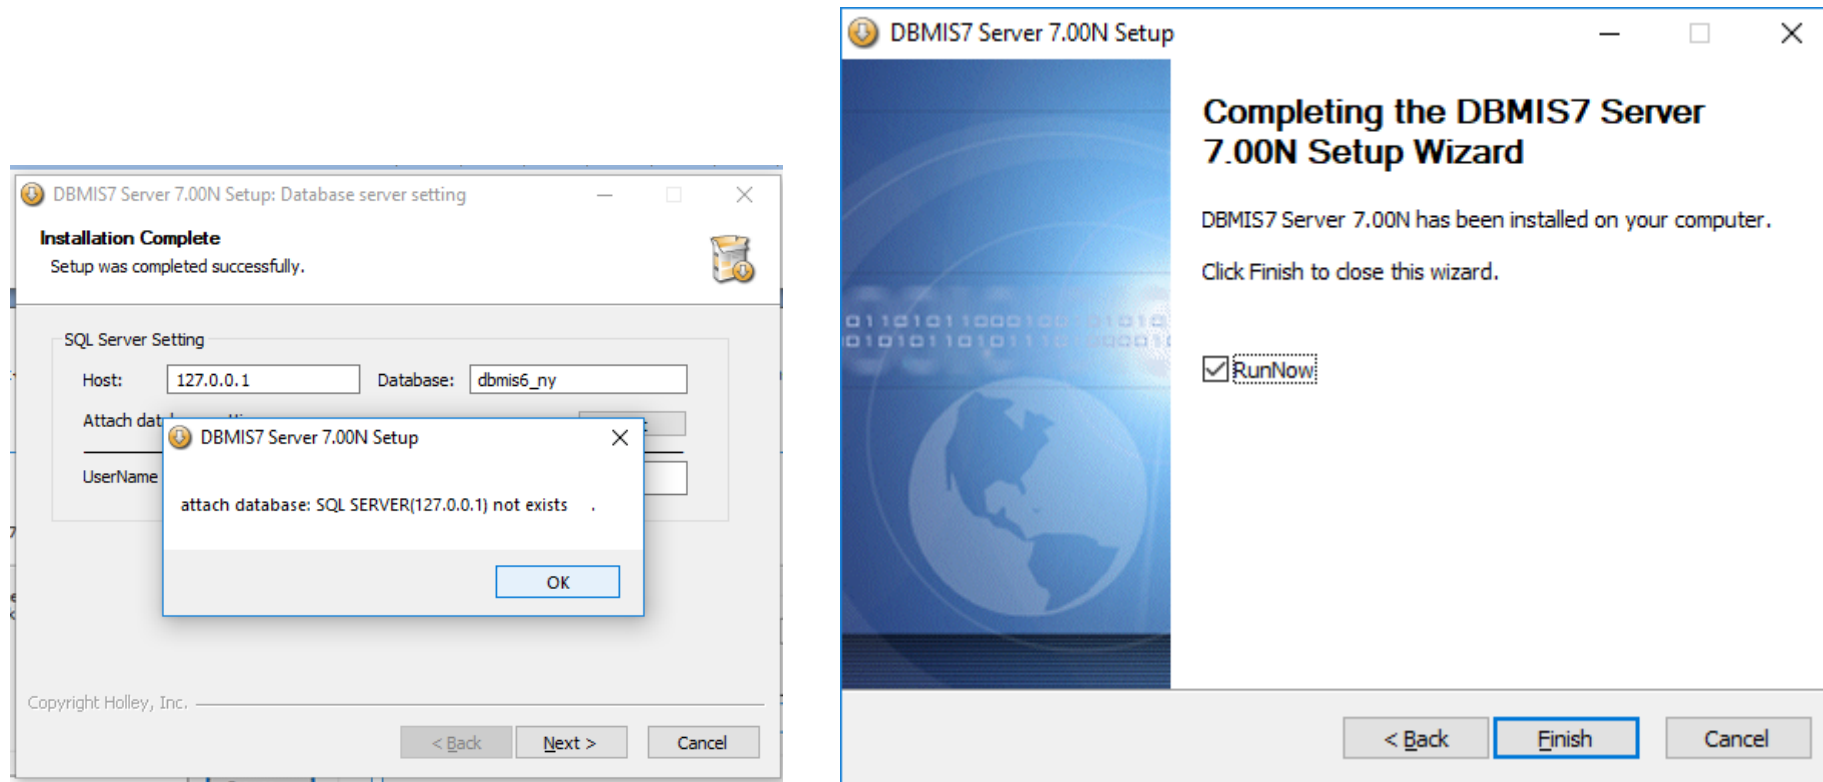 DBMIS7 Server 7.00N Setup: Database server setting
Installation Complete
Setup was completed successfully.
SQL Server Setting
Host: 127.0.0.1 Database: dbmis6_ny
Attach dat
UserName
DBMIS7 Server 7.00N Setup
attach database: SQL SERVER(127.0.0.1) not exists .
OK
Copyright Holley, Inc.
< Back Next > Cancel
DBMIS7 Server 7.00N Setup
Completing the DBMIS7 Server
7.00N Setup Wizard
DBMIS7 Server 7.00N has been installed on your computer.
Click Finish to close this wizard.
RunNow
< Back Finish Cancel